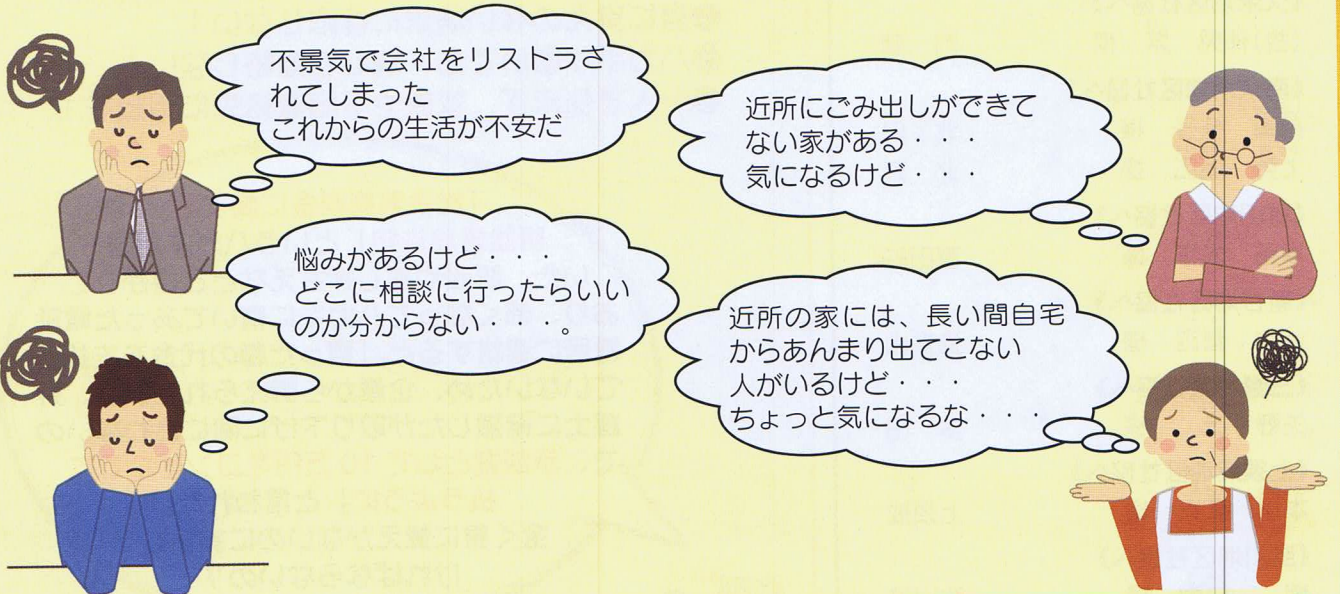 不景気で会社をリストラさ
れてしまった
これからの生活が不安だ
近所にごみ出しができて
ない家がある・・・
気になるけど・・・
悩みがあるけど・・・
どこに相談に行ったらいい
のか分からない・・・。
近所の家には、長い間自宅
からあんまり出てこない
人がいるけど・・・
ちょっと気になるな・・・